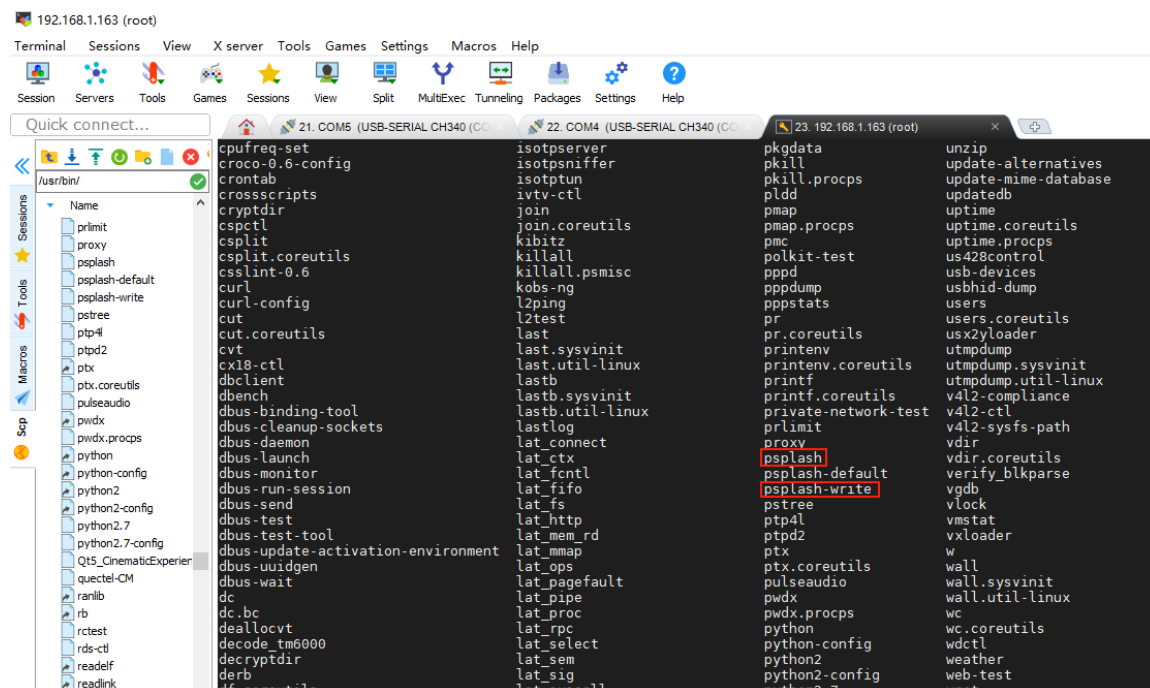 192.168.1.163 (root)
Terminal Sessions View X server Tools Games Settings Macros Help
Session Servers Tools Games Sessions View Split MultiExec Tunneling Packages Settings Help
Quick connect...
21. COM5 (USB-SERIAL CH340 (CO
22. COM4 (USB-SERIAL CH340 (CO
23. 192.168.1.163 (root)
Sessions
Tools
Macros
Scp
/usr/bin/
Name
prlimit
proxy
psplash
psplash-default
psplash-write
pstree
ptp4l
ptpd2
ptx
ptx.coreutils
pulseaudio
pwdx
pwdx.procps
python
python-config
python2
python2-config
python2.7
python2.7-config
Qt5_CinematicExperier
quectel-CM
ranlib
rb
rctest
rds-ctl
readelf
readlink
cpufreq-set isotpserver pkgdata unzip
croco-0.6-config isotpsniffer pkill update-alternatives
crontab isotptun pkill.procps update-mime-database
crossscripts ivtv-ctl pldd updatedb
cryptdir join pmap uptime
cspctl join.coreutils pmap.procps uptime.coreutils
csplit kibitz pmc uptime.procps
csplit.coreutils killall polkit-test us428control
csslint-0.6 killall.psmisc pppd usb-devices
curl kobs-ng pppdump usbhid-dump
curl-config l2ping pppstats users
cut l2test pr users.coreutils
cut.coreutils last pr.coreutils usx2yloader
cvt last.sysvinit printenv utmpdump
cx18-ctl last.util-linux printenv.coreutils utmpdump.sysvinit
dbclient lastb printf utmpdump.util-linux
dbench lastb.sysvinit printf.coreutils v4l2-compliance
dbus-binding-tool lastb.util-linux private-network-test v4l2-ctl
dbus-cleanup-sockets lastlog prlimit v4l2-sysfs-path
dbus-daemon lat_connect proxy vdir
dbus-launch lat_ctx psplash vdir.coreutils
dbus-monitor lat_fcntl psplash-default verify_blkparse
dbus-run-session lat_fifo psplash-write vgdb
dbus-send lat_fs pstree vlock
dbus-test lat_http ptp4l vmstat
dbus-test-tool lat_mem_rd ptpd2 vxloader
dbus-update-activation-environment lat_mmap ptx w
dbus-uuidgen lat_ops ptx.coreutils wall
dbus-wait lat_pagefault pulseaudio wall.sysvinit
dc lat_pipe pwdx wall.util-linux
dc.bc lat_proc pwdx.procps wc
deallocvt lat_rpc python wc.coreutils
decode_tm6000 lat_select python-config wdctl
decryptdir lat_sem python2 weather
derb lat_sig python2-config web-test